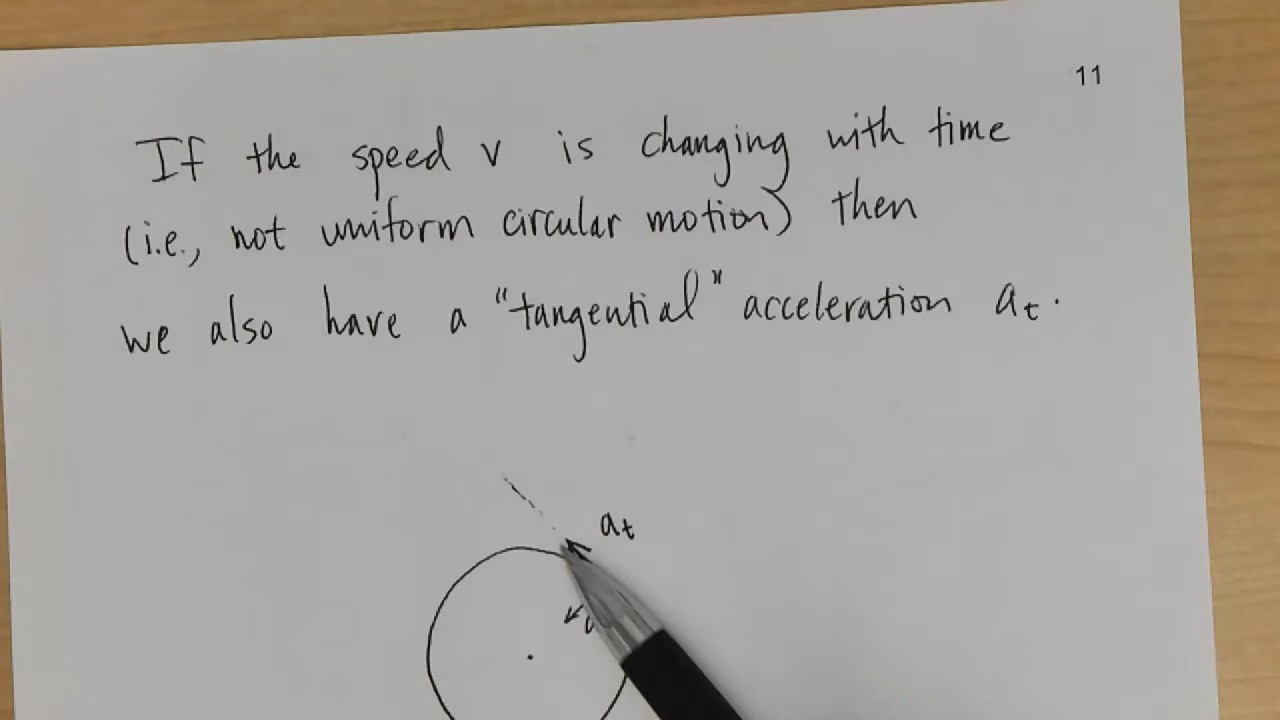 11
If the speed v is changing with time
(i.e., not uniform circular motion) then
we also have a "tangential" acceleration at.
at